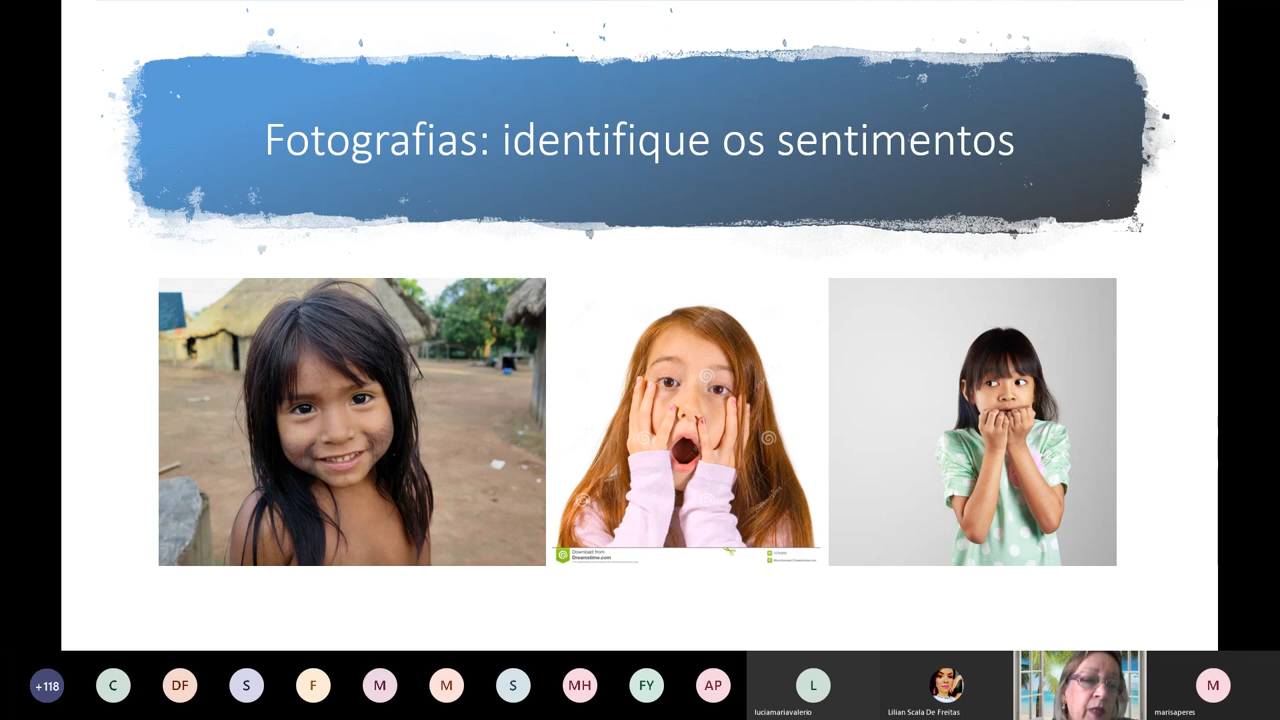 Fotografias: identifique os sentimentos
Download from
Dreamstime.com
+118
C
DF
S
F
M
M
S
MH
FY
AP
L
luciamariavalerio
Lilian Scala De Freitas
M
marisaperes